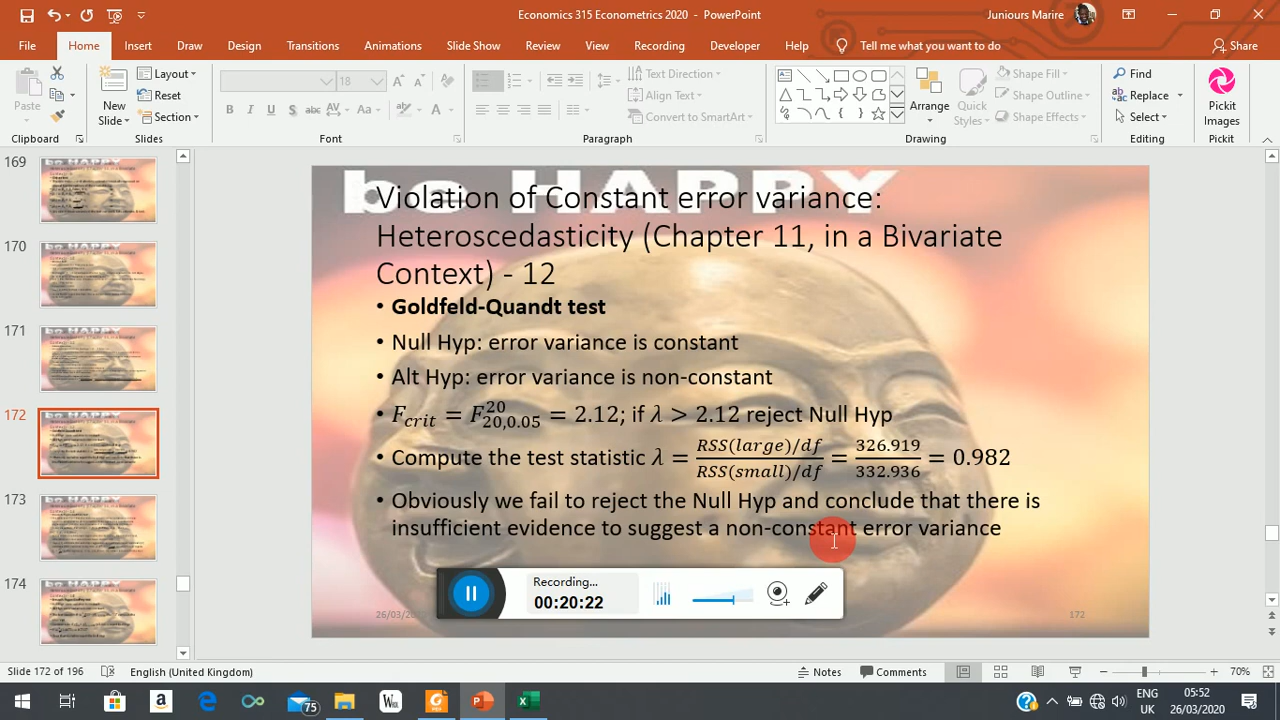 Economics 315 Econometrics 2020 - PowerPoint
Juniours Marire
File Home Insert Draw Design Transitions Animations Slide Show Review View Recording Developer Help Tell me what you want to do Share
Paste
New Slide
Layout
Reset
Section
18
B I U S abc AV Aa A
Text Direction
Align Text
Convert to SmartArt
Arrange
Quick Styles
Shape Fill
Shape Outline
Shape Effects
Find
Replace
Select
Pickit Images
Clipboard Slides Font Paragraph Drawing Editing Pickit
169
170
171
172
173
174
be HAPPY
Violation of Constant error variance:
Heteroscedasticity (Chapter 11, in a Bivariate
Context) - 12
• Goldfeld-Quandt test
• Null Hyp: error variance is constant
• Alt Hyp: error variance is non-constant
• F_crit = F^20_20,0.05 = 2.12; if λ > 2.12 reject Null Hyp
• Compute the test statistic λ = RSS(large)/df / RSS(small)/df = 326.919 / 332.936 = 0.982
• Obviously we fail to reject the Null Hyp and conclude that there is
insufficient evidence to suggest a non-constant error variance
Recording...
00:20:22
26/03/20
172
Slide 172 of 196 English (United Kingdom) Notes Comments 70%
75
ENG
UK
05:52
26/03/2020